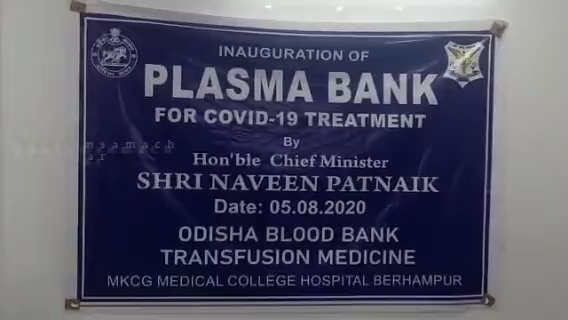 INAUGURATION OF
PLASMA BANK
FOR COVID-19 TREATMENT
By
Hon'ble Chief Minister
SHRI NAVEEN PATNAIK
Date: 05.08.2020
ODISHA BLOOD BANK
TRANSFUSION MEDICINE
MKCG MEDICAL COLLEGE HOSPITAL BERHAMPUR